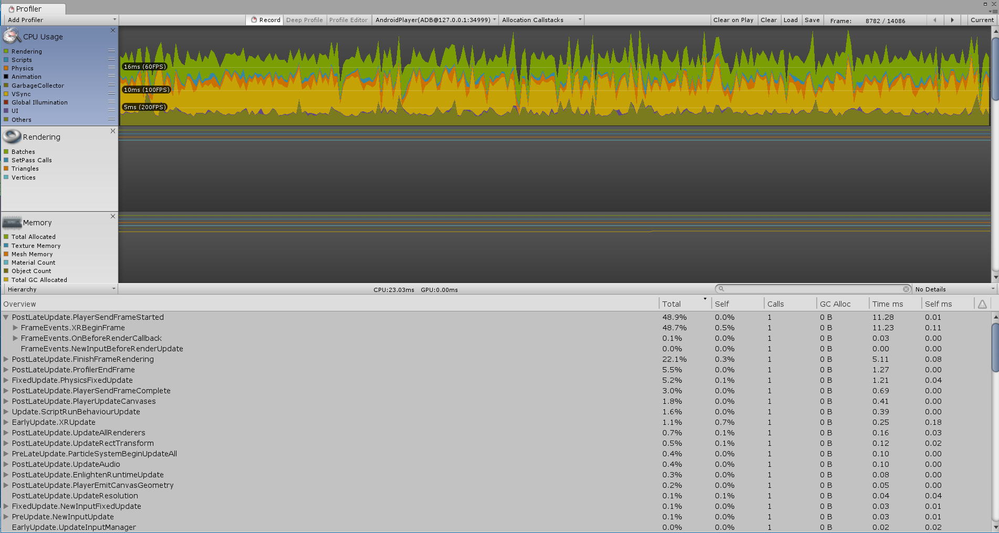 Profiler
Add Profiler Record Deep Profile Profile Editor AndroidPlayer(ADB@127.0.0.1:34999) Allocation Callstacks Clear on Play Clear Load Save Frame: 8782 / 14086 Current
CPU Usage
Rendering
Scripts
Physics
Animation
GarbageCollector
VSync
Global Illumination
UI
Others
16ms (60FPS)
10ms (100FPS)
5ms (200FPS)
Rendering
Batches
SetPass Calls
Triangles
Vertices
Memory
Total Allocated
Texture Memory
Mesh Memory
Material Count
Object Count
Total GC Allocated
Hierarchy CPU:23.03ms GPU:0.00ms No Details
Overview Total Self Calls GC Alloc Time ms Self ms
PostLateUpdate.PlayerSendFrameStarted 48.9% 0.0% 1 0 B 11.28 0.01
FrameEvents.XRBeginFrame 48.7% 0.5% 1 0 B 11.23 0.11
FrameEvents.OnBeforeRenderCallback 0.1% 0.0% 1 0 B 0.03 0.00
FrameEvents.NewInputBeforeRenderUpdate 0.0% 0.0% 1 0 B 0.00 0.00
PostLateUpdate.FinishFrameRendering 22.1% 0.3% 1 0 B 5.11 0.08
PostLateUpdate.ProfilerEndFrame 5.5% 0.0% 1 0 B 1.27 0.00
FixedUpdate.PhysicsFixedUpdate 5.2% 0.1% 1 0 B 1.21 0.04
PostLateUpdate.PlayerSendFrameComplete 3.0% 0.0% 1 0 B 0.69 0.00
PostLateUpdate.PlayerUpdateCanvases 1.8% 0.0% 1 0 B 0.41 0.00
Update.ScriptRunBehaviourUpdate 1.6% 0.0% 1 0 B 0.39 0.00
EarlyUpdate.XRUpdate 1.1% 0.7% 1 0 B 0.25 0.18
PostLateUpdate.UpdateAllRenderers 0.7% 0.1% 1 0 B 0.16 0.03
PostLateUpdate.UpdateRectTransform 0.5% 0.1% 1 0 B 0.12 0.02
PreLateUpdate.ParticleSystemBeginUpdateAll 0.4% 0.0% 1 0 B 0.10 0.00
PostLateUpdate.UpdateAudio 0.4% 0.0% 1 0 B 0.10 0.00
PostLateUpdate.EnlightenRuntimeUpdate 0.3% 0.0% 1 0 B 0.08 0.00
PostLateUpdate.PlayerEmitCanvasGeometry 0.2% 0.0% 1 0 B 0.05 0.00
PostLateUpdate.UpdateResolution 0.1% 0.1% 1 0 B 0.04 0.04
FixedUpdate.NewInputFixedUpdate 0.1% 0.0% 1 0 B 0.03 0.01
PreUpdate.NewInputUpdate 0.1% 0.0% 1 0 B 0.03 0.01
EarlyUpdate.UpdateInputManager 0.0% 0.0% 1 0 B 0.02 0.02